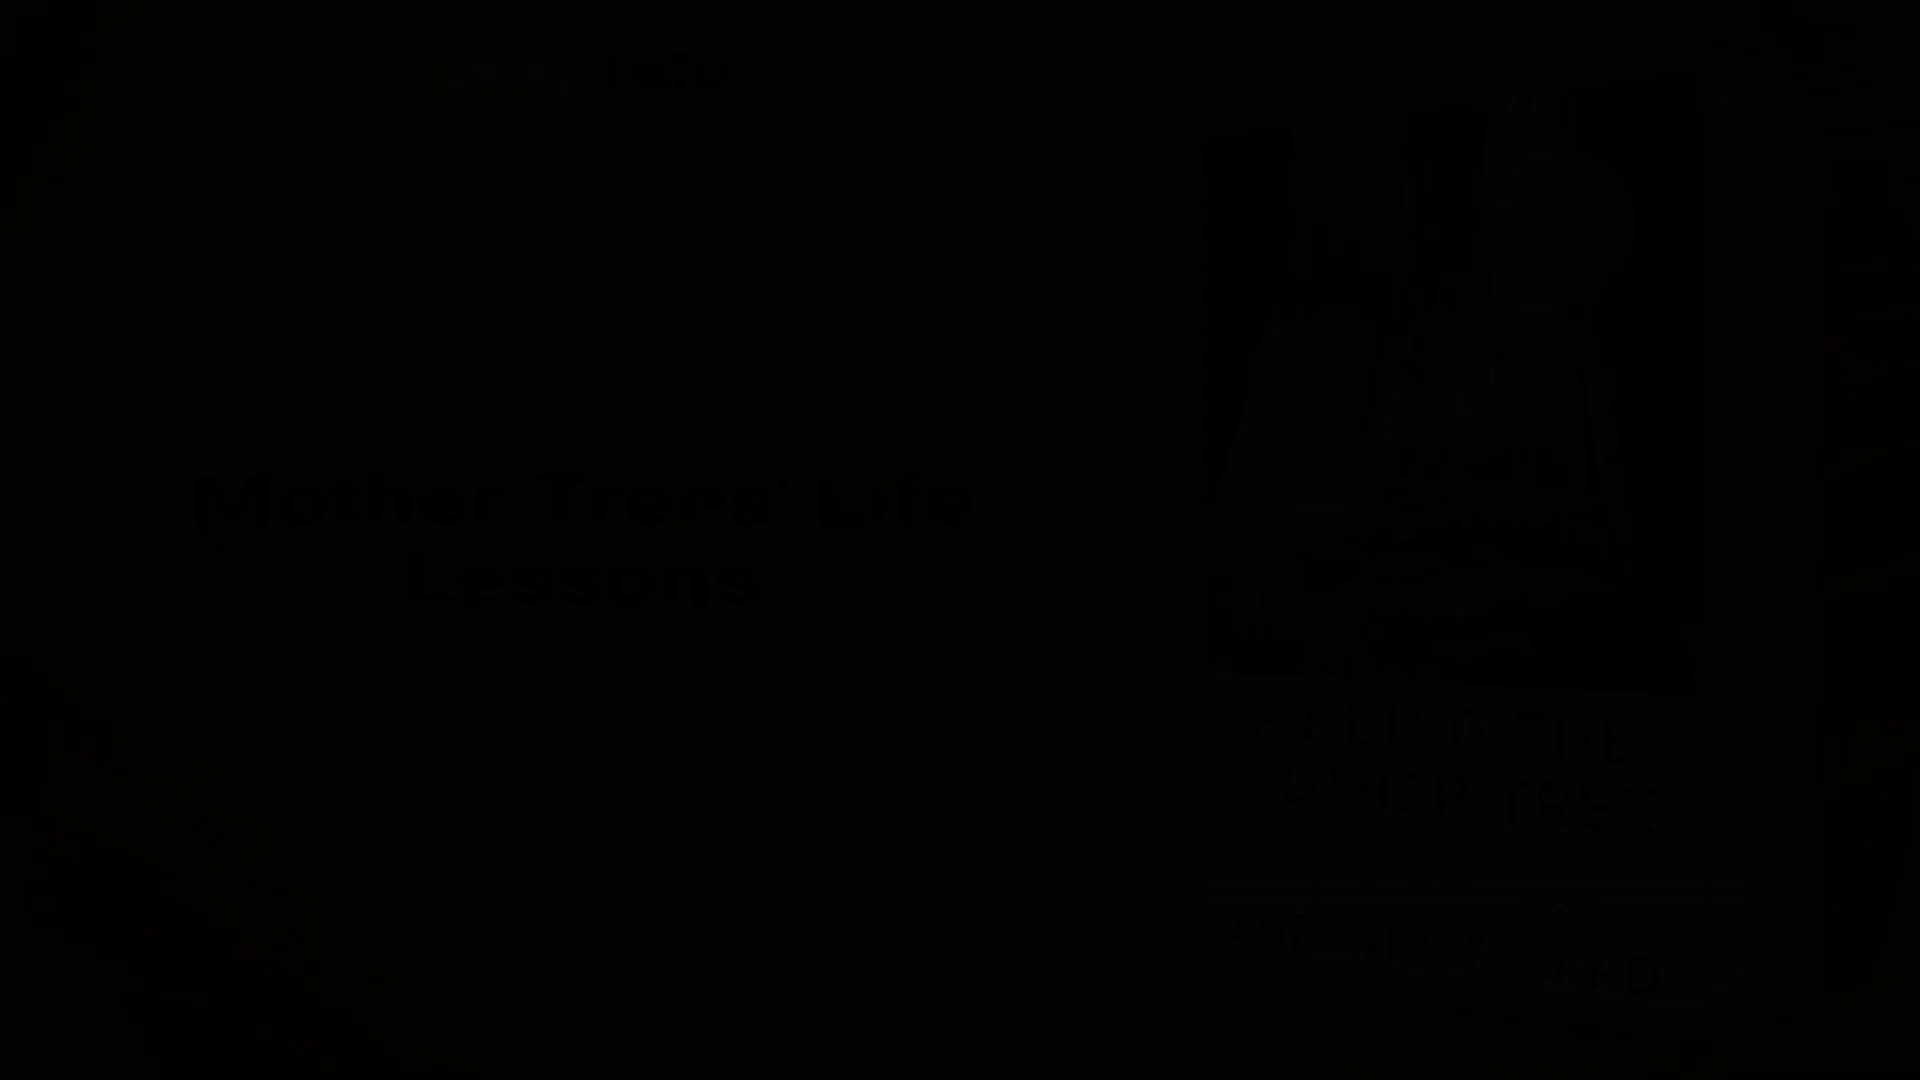 Mother Trees' Life
Lessons
FINDING THE
MOTHER TREE
SUZANNE SIMARD